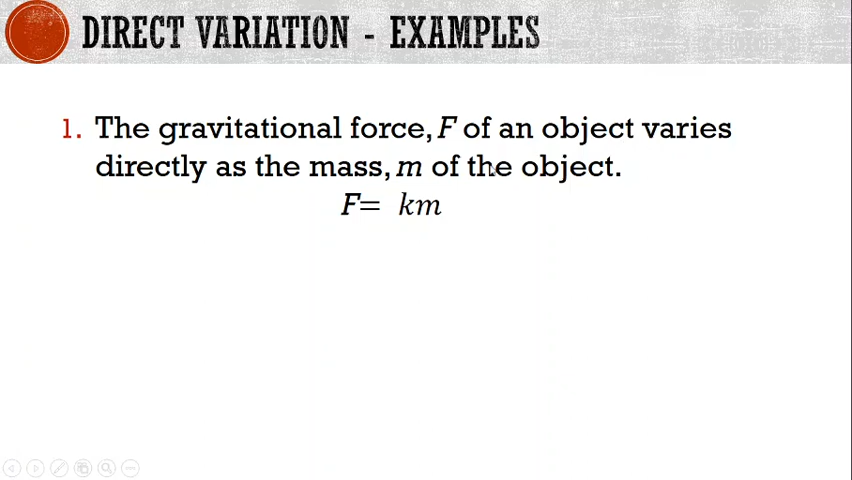 DIRECT VARIATION - EXAMPLES
1. The gravitational force, F of an object varies
directly as the mass, m of the object.
F= km